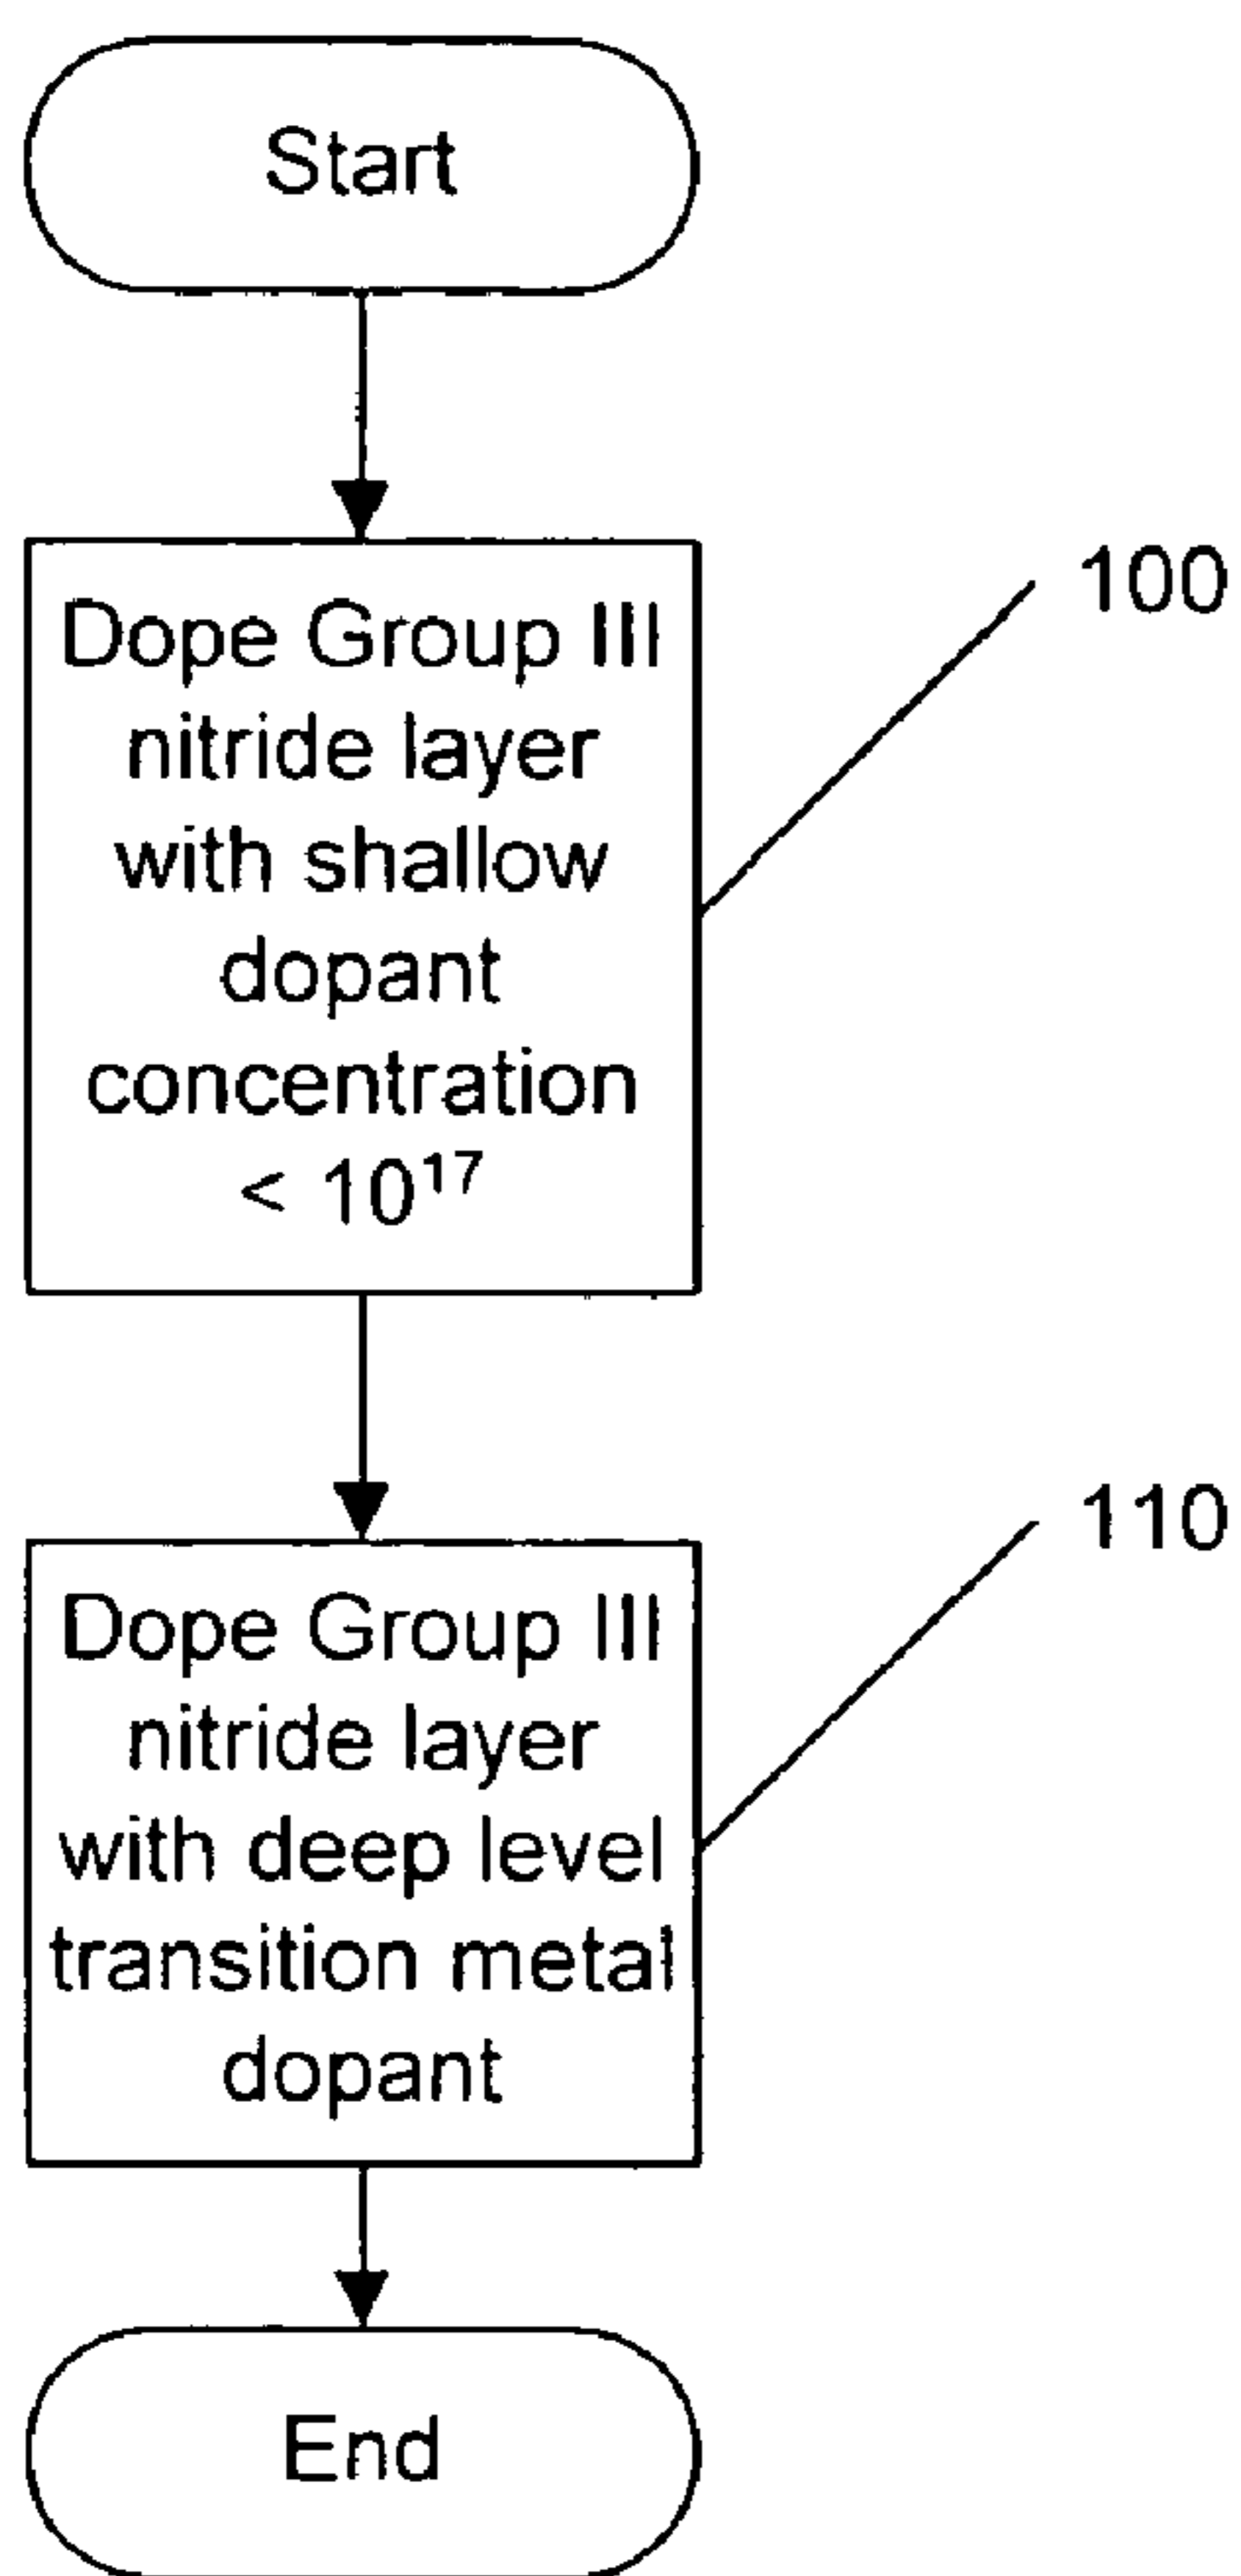 Start
Dope Group III
nitride layer
with shallow
dopant
concentration
< 10¹⁷
100
Dope Group III
nitride layer
with deep level
transition metal
dopant
110
End